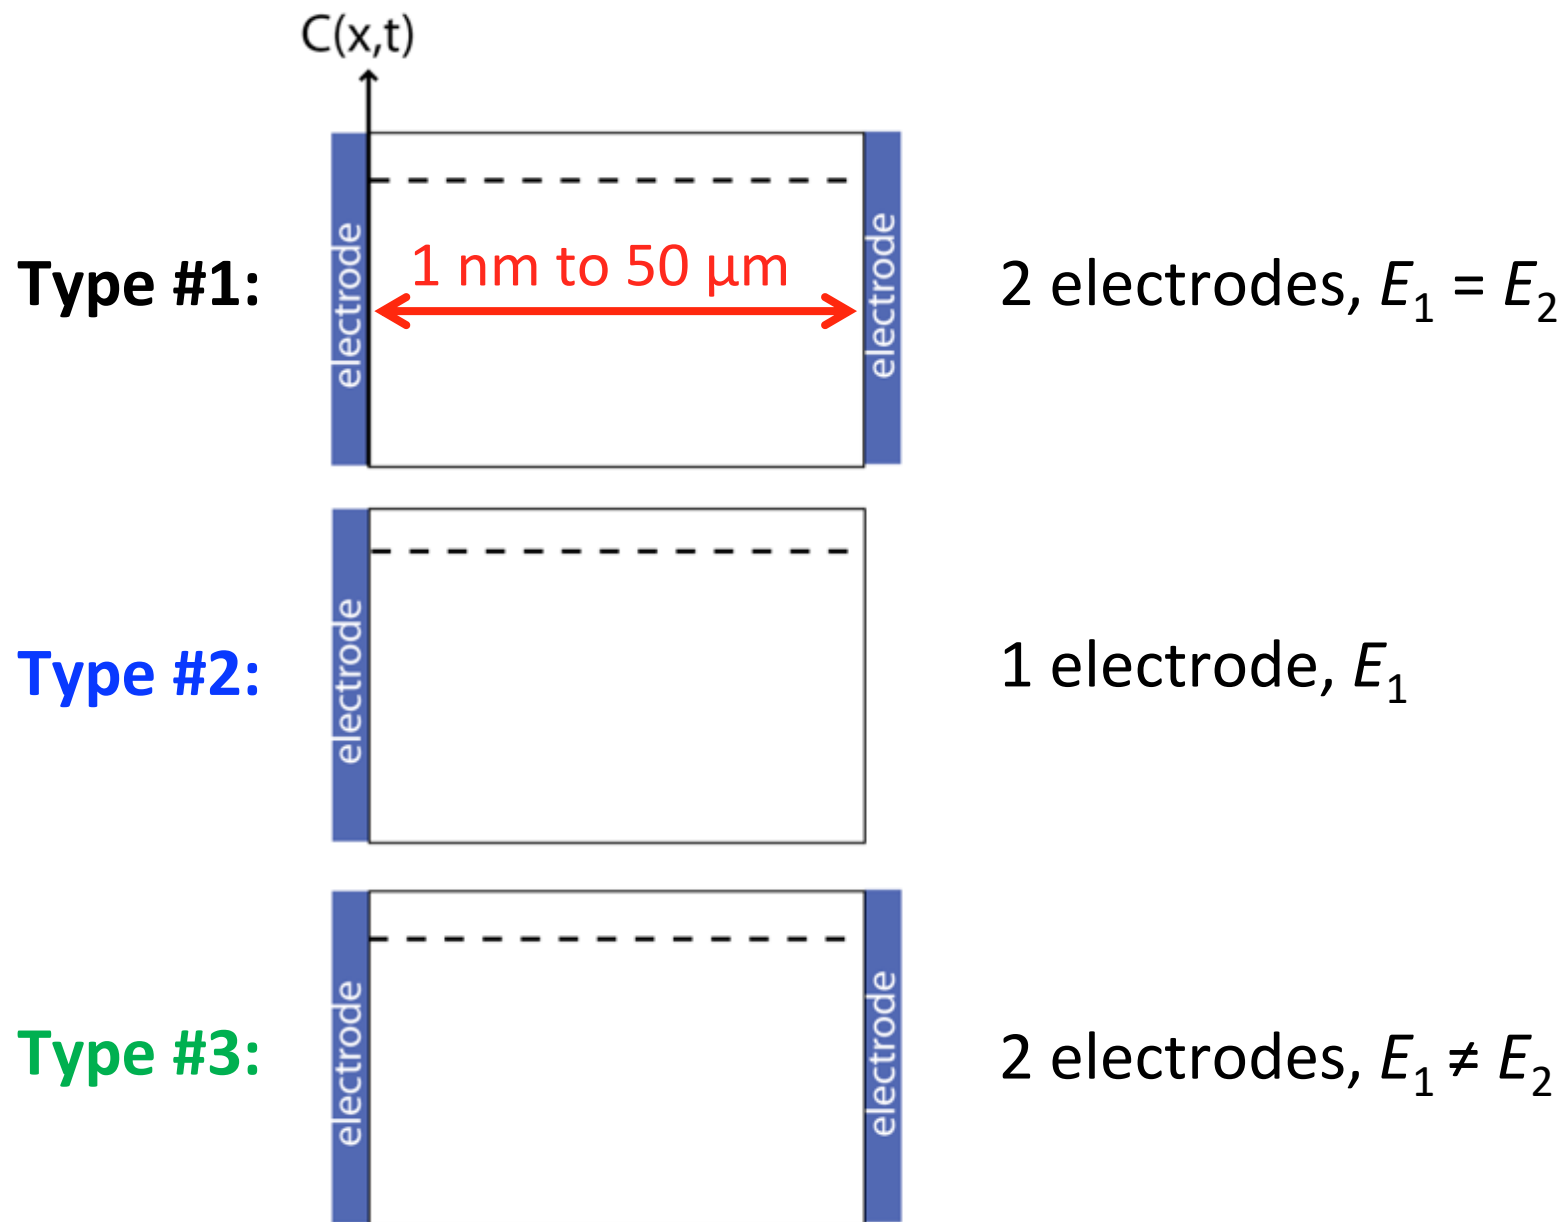 C(x,t)
Type #1:
electrode
1 nm to 50 μm
electrode
2 electrodes, E1 = E2
Type #2:
electrode
1 electrode, E1
Type #3:
electrode
electrode
2 electrodes, E1 ≠ E2